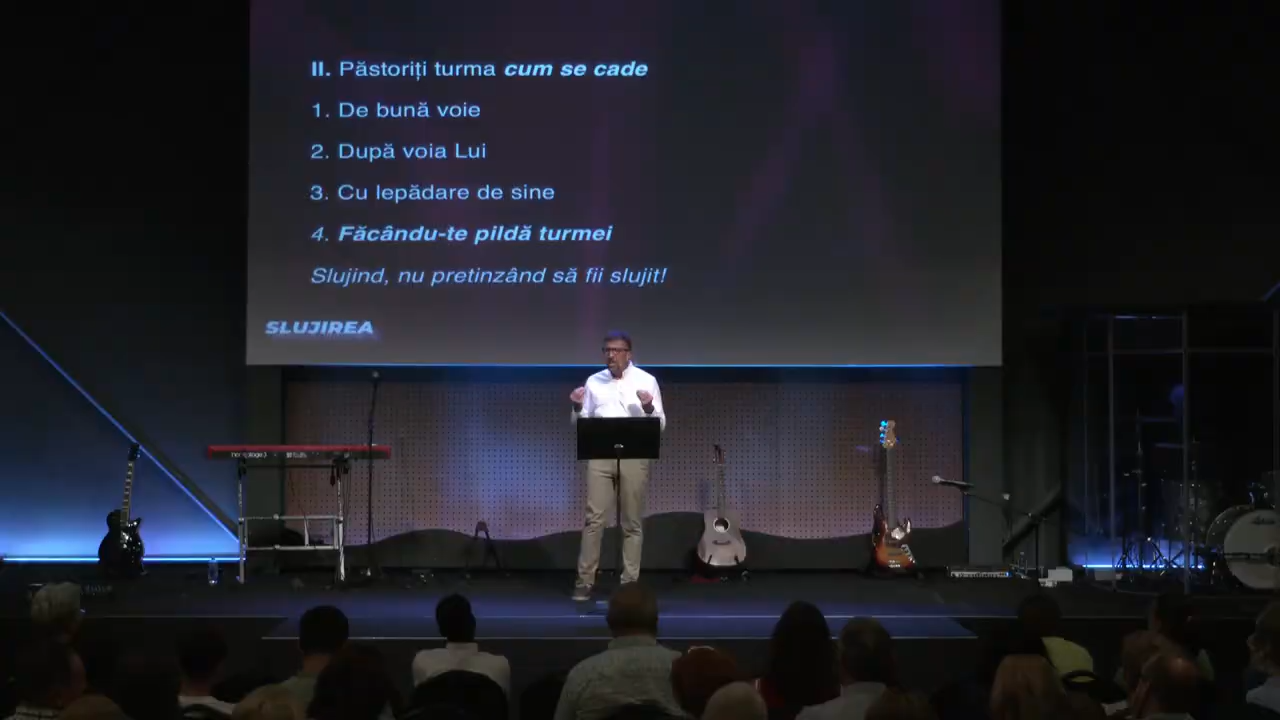 II. Păstoriți turma cum se cade
1. De bună voie
2. După voia Lui
3. Cu lepădare de sine
4. Făcându-te pildă turmei
Slujind, nu pretinzând să fii slujit!
SLUJIREA